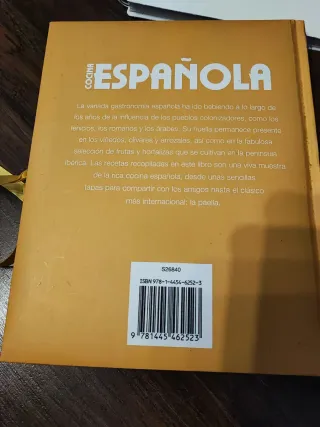 COCINA
ESPAÑOLA
La variada gastronomía española ha ido bebiendo a lo largo de
los años de la influencia de los pueblos colonizadores, como los
fenicios, los romanos y los árabes. Su huella permanece presente
en los viñedos, olivares y arrozales, así como en la fabulosa
selección de frutas y hortalizas que se cultivan en la península
Ibérica. Las recetas recopiladas en este libro son una viva muestra
de la rica cocina española, desde unas sencillas
tapas para compartir con los amigos hasta el clásico
más internacional: la paella.
S26840
ISBN 978-1-4454-6252-3
9 781445 462523